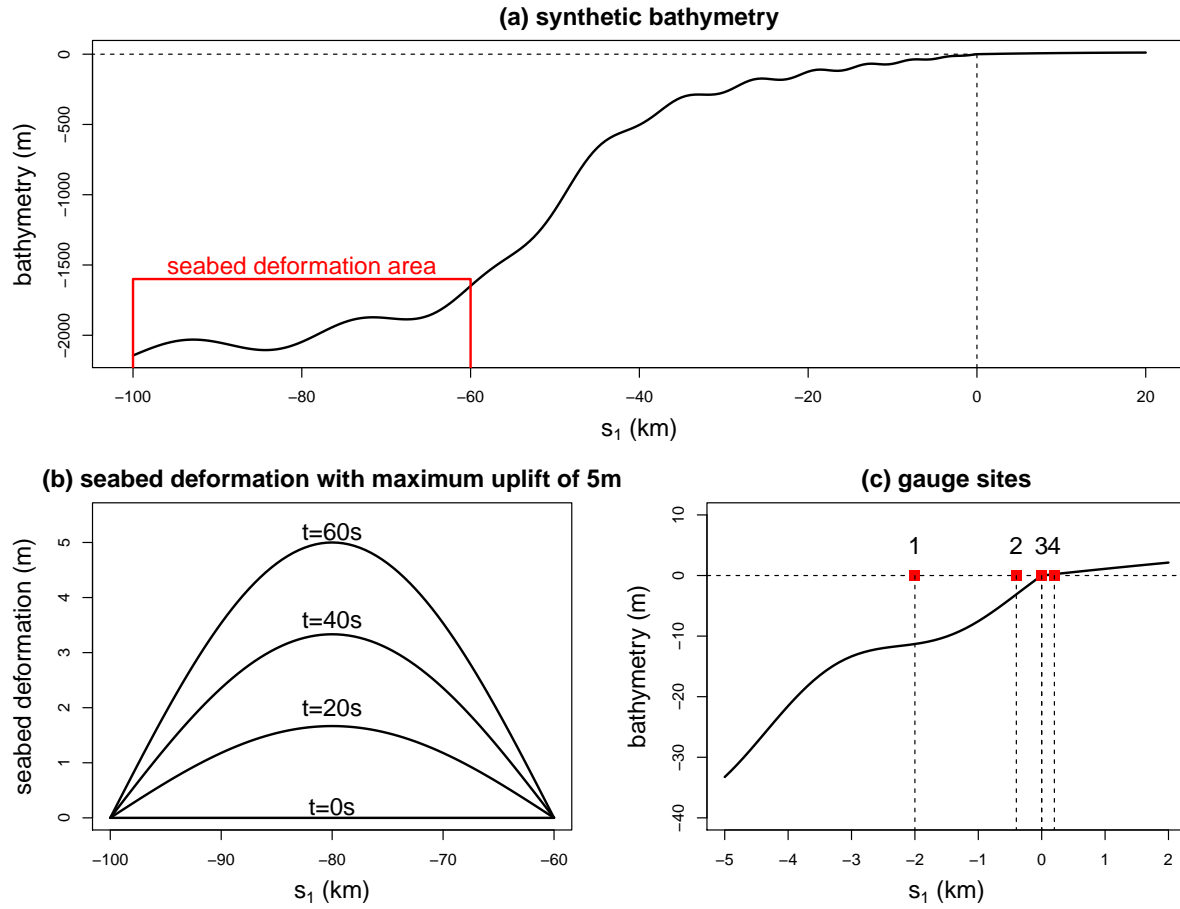 (a) synthetic bathymetry
bathymetry (m)
0
−500
−1000
−1500
−2000
seabed deformation area
−100 −80 −60 −40 −20 0 20
s₁ (km)
(b) seabed deformation with maximum uplift of 5m
seabed deformation (m)
5
4
3
2
1
0
t=60s
t=40s
t=20s
t=0s
−100 −90 −80 −70 −60
s₁ (km)
(c) gauge sites
bathymetry (m)
10
0
−10
−20
−30
−40
1 2 3 4
−5 −4 −3 −2 −1 0 1 2
s₁ (km)